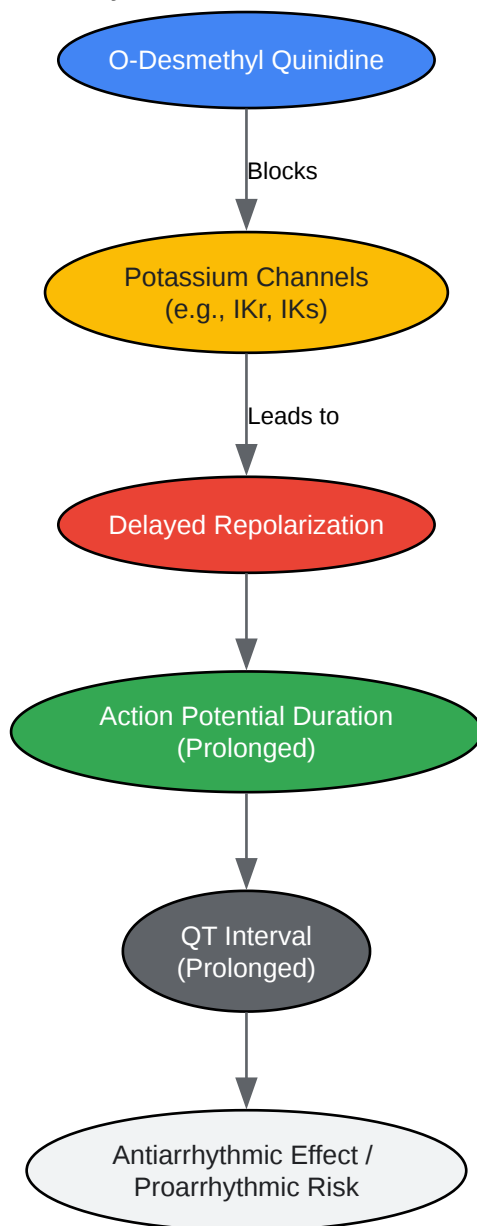 O-Desmethyl Quinidine
Blocks
Potassium Channels
(e.g., IKr, IKs)
Leads to
Delayed Repolarization
Action Potential Duration
(Prolonged)
QT Interval
(Prolonged)
Antiarrhythmic Effect /
Proarrhythmic Risk